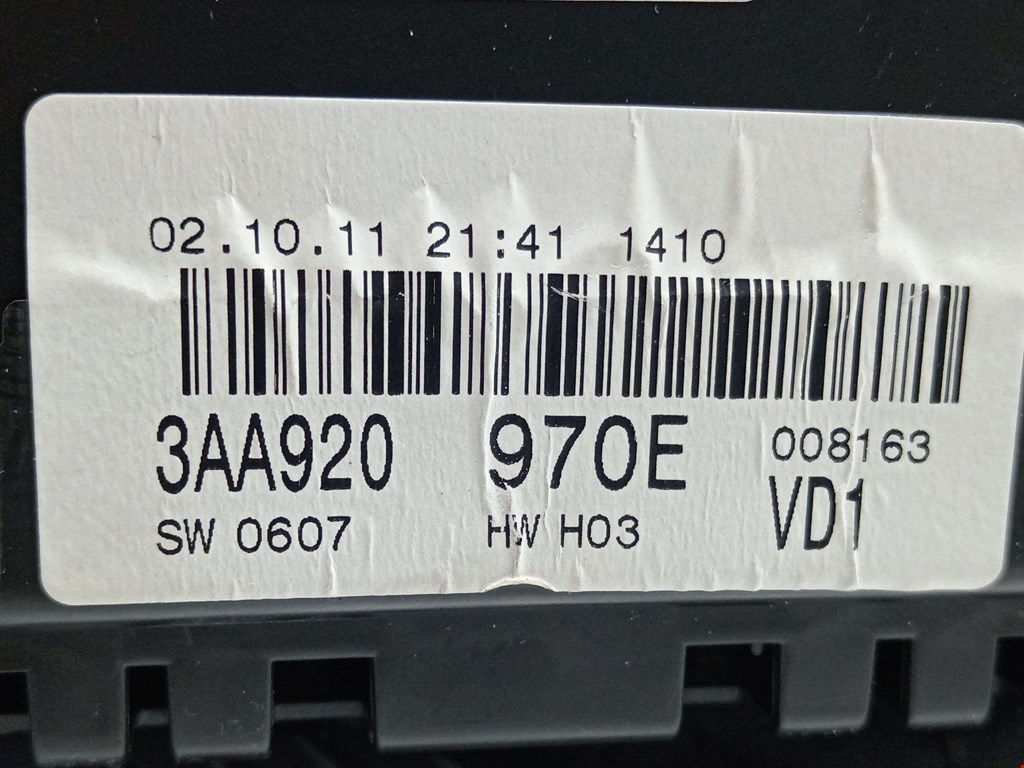 02.10.11 21:41 1410
3AA920 970E 008163
SW 0607 HW H03 VD1